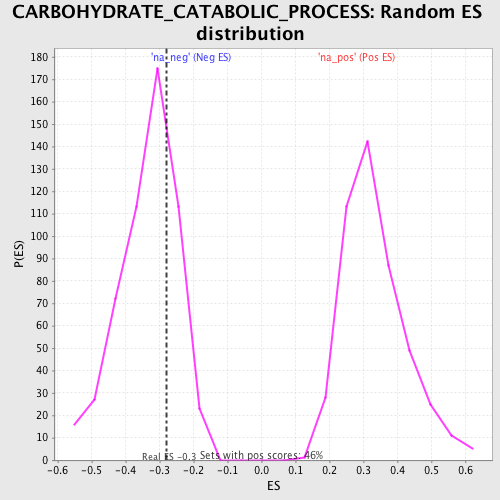 CARBOHYDRATE_CATABOLIC_PROCESS: Random ES
distribution
'na_neg' (Neg ES)
'na_pos' (Pos ES)
180
170
160
150
140
130
120
110
100
90
80
70
60
50
40
30
20
10
0
P(ES)
Real ES -0.3
Sets with pos scores: 46%
-0.6 -0.5 -0.4 -0.3 -0.2 -0.1 0.0 0.1 0.2 0.3 0.4 0.5 0.6
ES